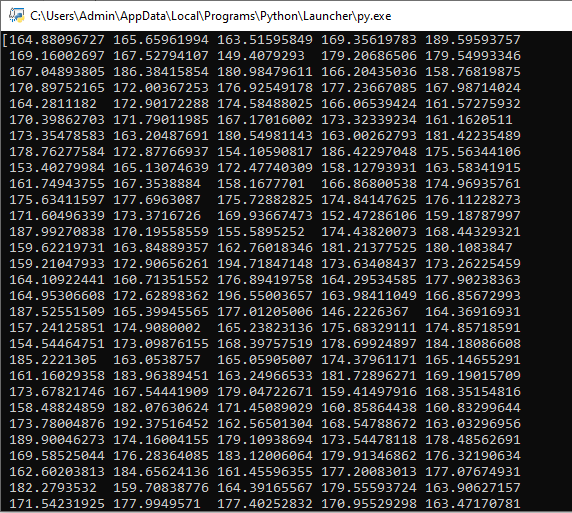 C:\Users\Admin\AppData\Local\Programs\Python\Launcher\py.exe
[164.88096727 165.65961994 163.51595849 169.35619783 189.59593757
169.16002697 167.52794107 149.4079293 179.20686506 179.54993346
167.04893805 186.38415854 180.98479611 166.20435036 158.76819875
170.89752165 172.00367253 176.92549178 177.23667085 167.98714024
164.2811182 172.90172288 174.58488025 166.06539424 161.57275932
170.39862703 171.79011985 167.17016002 173.32339234 161.1620511
173.35478583 163.20487691 180.54981143 163.00262793 181.42235489
178.76277584 172.87766937 154.10590817 186.42297048 175.56344106
153.40279984 165.13074639 172.47740309 158.12793931 163.58341915
161.74943755 167.3538884 158.1677701 166.86800538 174.96935761
175.63411597 177.6963087 175.72882825 174.84147625 176.11228273
171.60496339 173.3716726 169.93667473 152.47286106 159.18787997
187.99270838 170.19558559 155.5895252 174.43820073 168.44329321
159.62219731 163.84889357 162.76018346 181.21377525 180.1083847
159.21047933 172.90656261 194.71847148 173.63408437 173.26225459
164.10922441 160.71351552 176.89419758 164.29534585 177.90238363
164.95306608 172.62898362 196.55003657 163.98411049 166.85672993
187.52551509 165.39945565 177.01205006 146.2226367 164.36916931
157.24125851 174.9080002 165.23823136 175.68329111 174.85718591
154.54464751 173.09876155 168.39757519 178.69924897 184.18086608
185.2221305 163.0538757 165.05905007 174.37961171 165.14655291
161.16029358 183.96389451 163.24966533 181.72896271 169.19015709
173.67821746 167.54441909 179.04722671 159.41497916 168.35154816
158.48824859 182.07630624 171.45089029 160.85864438 160.83299644
173.78004876 192.37516452 162.56501304 168.54788672 163.03296956
189.90046273 174.16004155 179.10938694 173.54478118 178.48562691
169.58525044 176.28364085 183.12006064 179.91346862 176.32190634
162.60203813 184.65624136 161.45596355 177.20083013 177.07674931
182.2793532 159.70838776 164.39165567 179.55593724 163.90627157
171.54231925 177.9949571 177.40252832 170.95529298 163.47170781